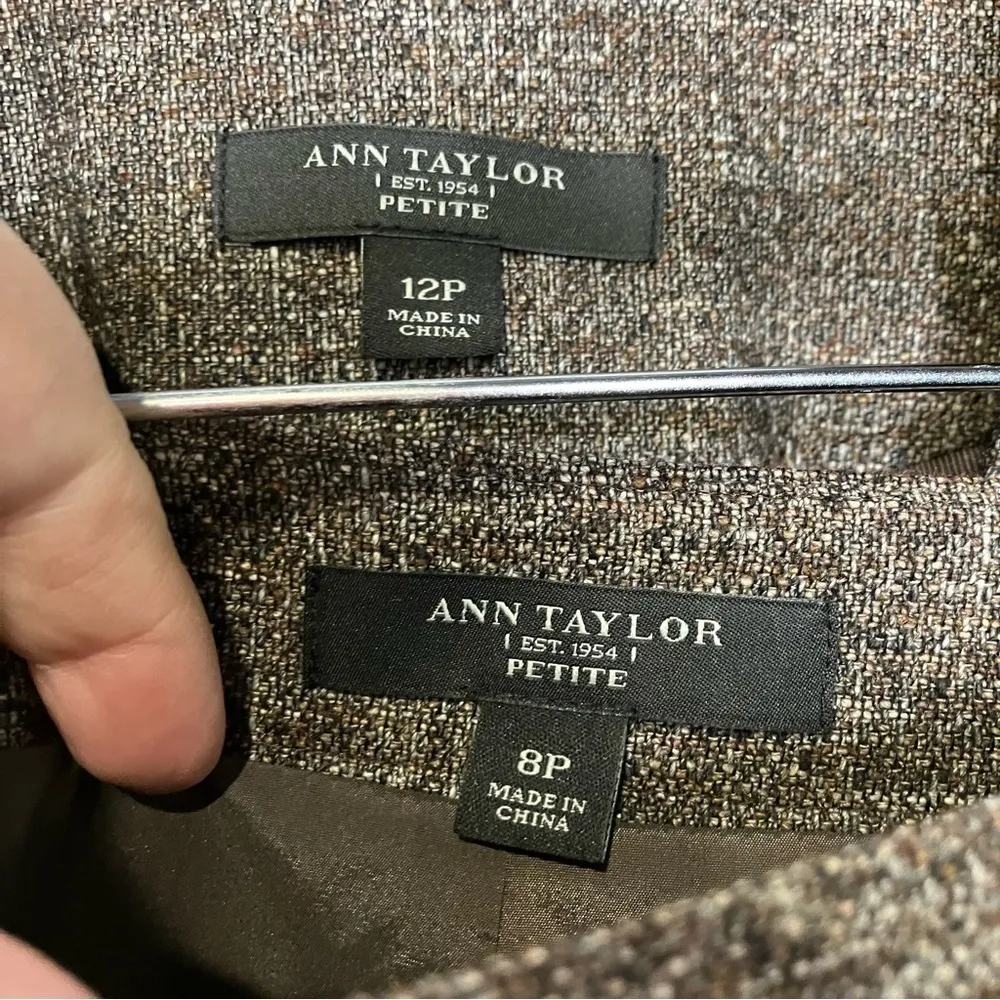 ANN TAYLOR
EST. 1954
PETITE
12P
MADE IN
CHINA
ANN TAYLOR
EST. 1954
PETITE
8P
MADE IN
CHINA